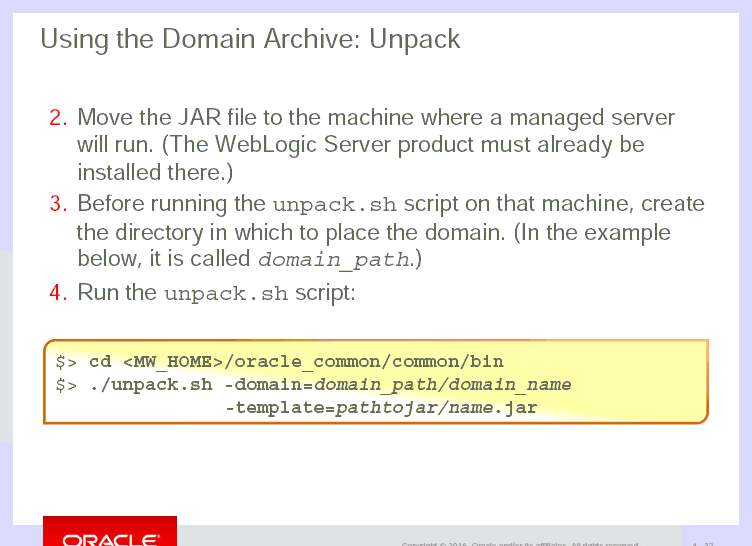 Using the Domain Archive: Unpack
2. Move the JAR file to the machine where a managed server
will run. (The WebLogic Server product must already be
installed there.)
3. Before running the unpack.sh script on that machine, create
the directory in which to place the domain. (In the example
below, it is called domain_path.)
4. Run the unpack.sh script:
$> cd <MW_HOME>/oracle_common/common/bin
$> ./unpack.sh -domain=domain_path/domain_name
-template=pathtojar/name.jar
ORACLE